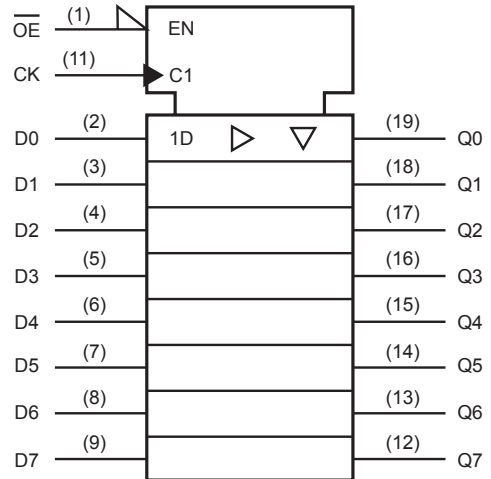 O̅E̅ (1) EN
CK (11) C1
D0 (2) 1D (19) Q0
D1 (3) (18) Q1
D2 (4) (17) Q2
D3 (5) (16) Q3
D4 (6) (15) Q4
D5 (7) (14) Q5
D6 (8) (13) Q6
D7 (9) (12) Q7